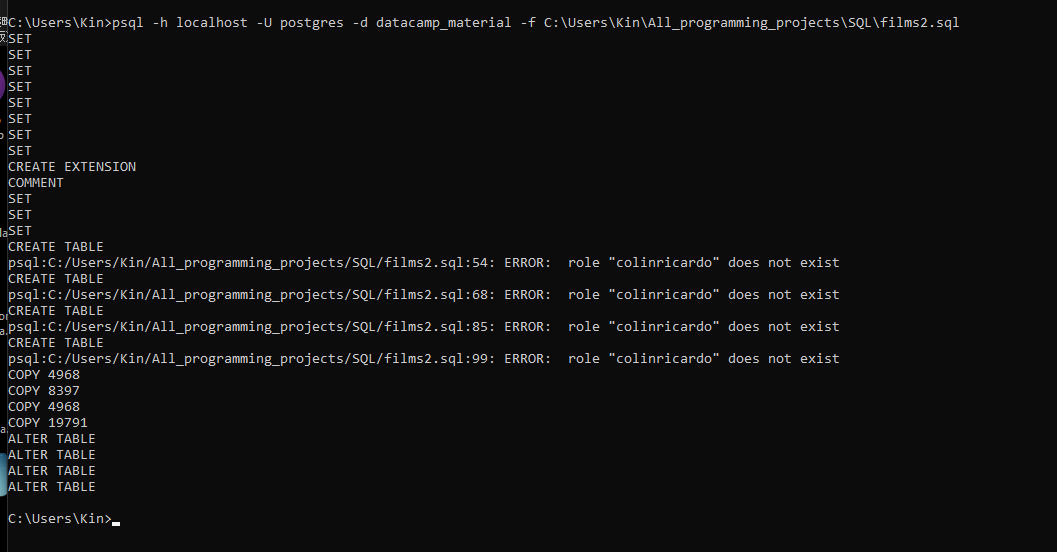 C:\Users\Kin>psql -h localhost -U postgres -d datacamp_material -f C:\Users\Kin\All_programming_projects\SQL\films2.sql
SET
SET
SET
SET
SET
SET
SET
SET
CREATE EXTENSION
COMMENT
SET
SET
SET
CREATE TABLE
psql:C:/Users/Kin/All_programming_projects/SQL/films2.sql:54: ERROR:  role "colinricardo" does not exist
CREATE TABLE
psql:C:/Users/Kin/All_programming_projects/SQL/films2.sql:68: ERROR:  role "colinricardo" does not exist
CREATE TABLE
psql:C:/Users/Kin/All_programming_projects/SQL/films2.sql:85: ERROR:  role "colinricardo" does not exist
CREATE TABLE
psql:C:/Users/Kin/All_programming_projects/SQL/films2.sql:99: ERROR:  role "colinricardo" does not exist
COPY 4968
COPY 8397
COPY 4968
COPY 19791
ALTER TABLE
ALTER TABLE
ALTER TABLE
ALTER TABLE
C:\Users\Kin>